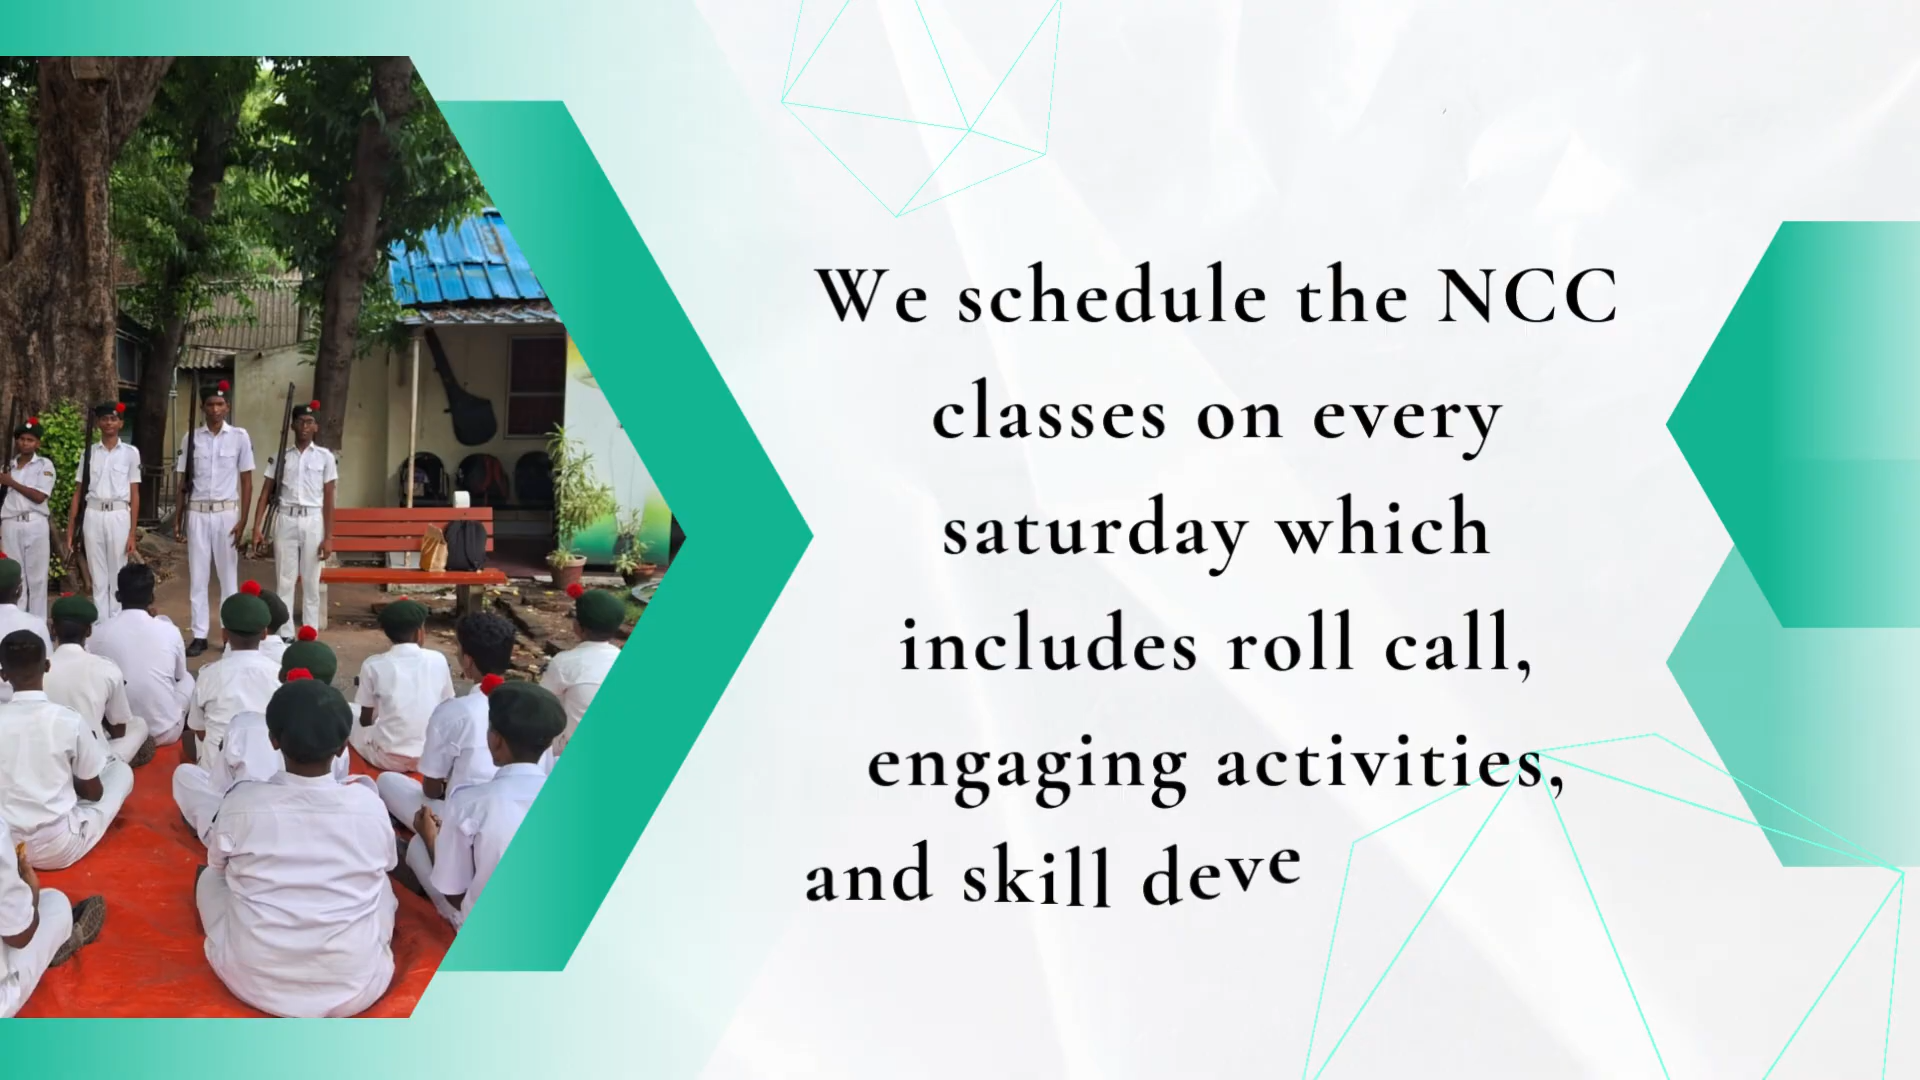 We schedule the NCC
classes on every
saturday which
includes roll call,
engaging activities,
and skill deve